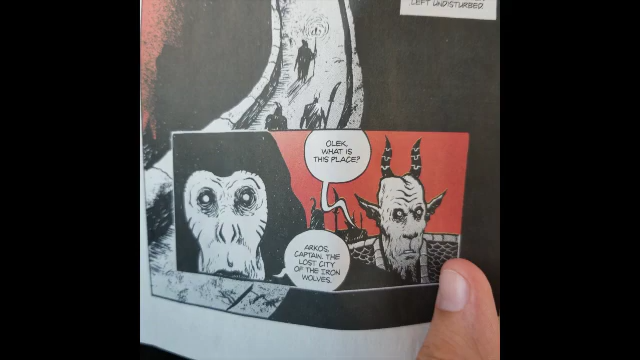 LEFT UNDISTURBED.
OLEK,
WHAT IS
THIS PLACE?
ARKOS,
CAPTAIN. THE
LOST CITY
OF THE IRON
WOLVES.